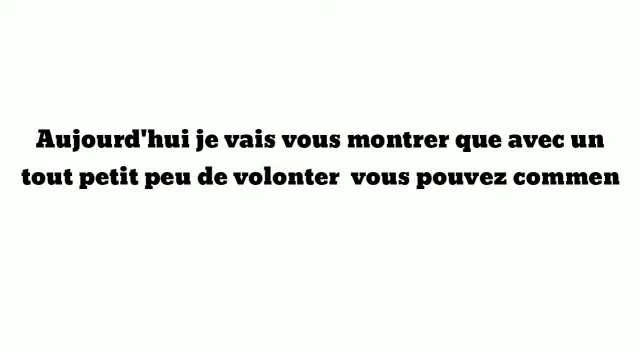 Aujourd'hui je vais vous montrer que avec un
tout petit peu de volonter vous pouvez commen